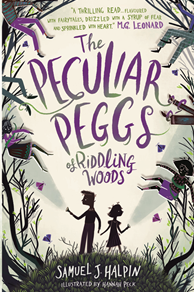 "A THRILLING READ...FLAVOURED
WITH FAIRYTALES, DRIZZLED WITH A SYRUP OF FEAR
AND SPRINKLED WITH HEART." M.G. LEONARD
The
PECULIAR
PEGGS
of RIDDLING
WOODS
SAMUEL J. HALPIN
ILLUSTRATED BY HANNAH PECK